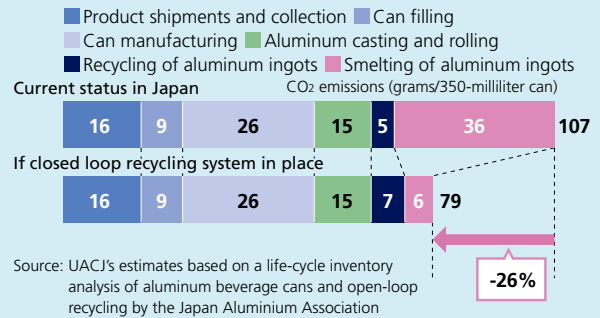 Product shipments and collection Can filling
Can manufacturing Aluminum casting and rolling
Recycling of aluminum ingots Smelting of aluminum ingots
Current status in Japan CO₂ emissions (grams/350-milliliter can)
16 9 26 15 5 36 107
If closed loop recycling system in place
16 9 26 15 7 6 79
-26%
Source: UACJ's estimates based on a life-cycle inventory
analysis of aluminum beverage cans and open-loop
recycling by the Japan Aluminium Association